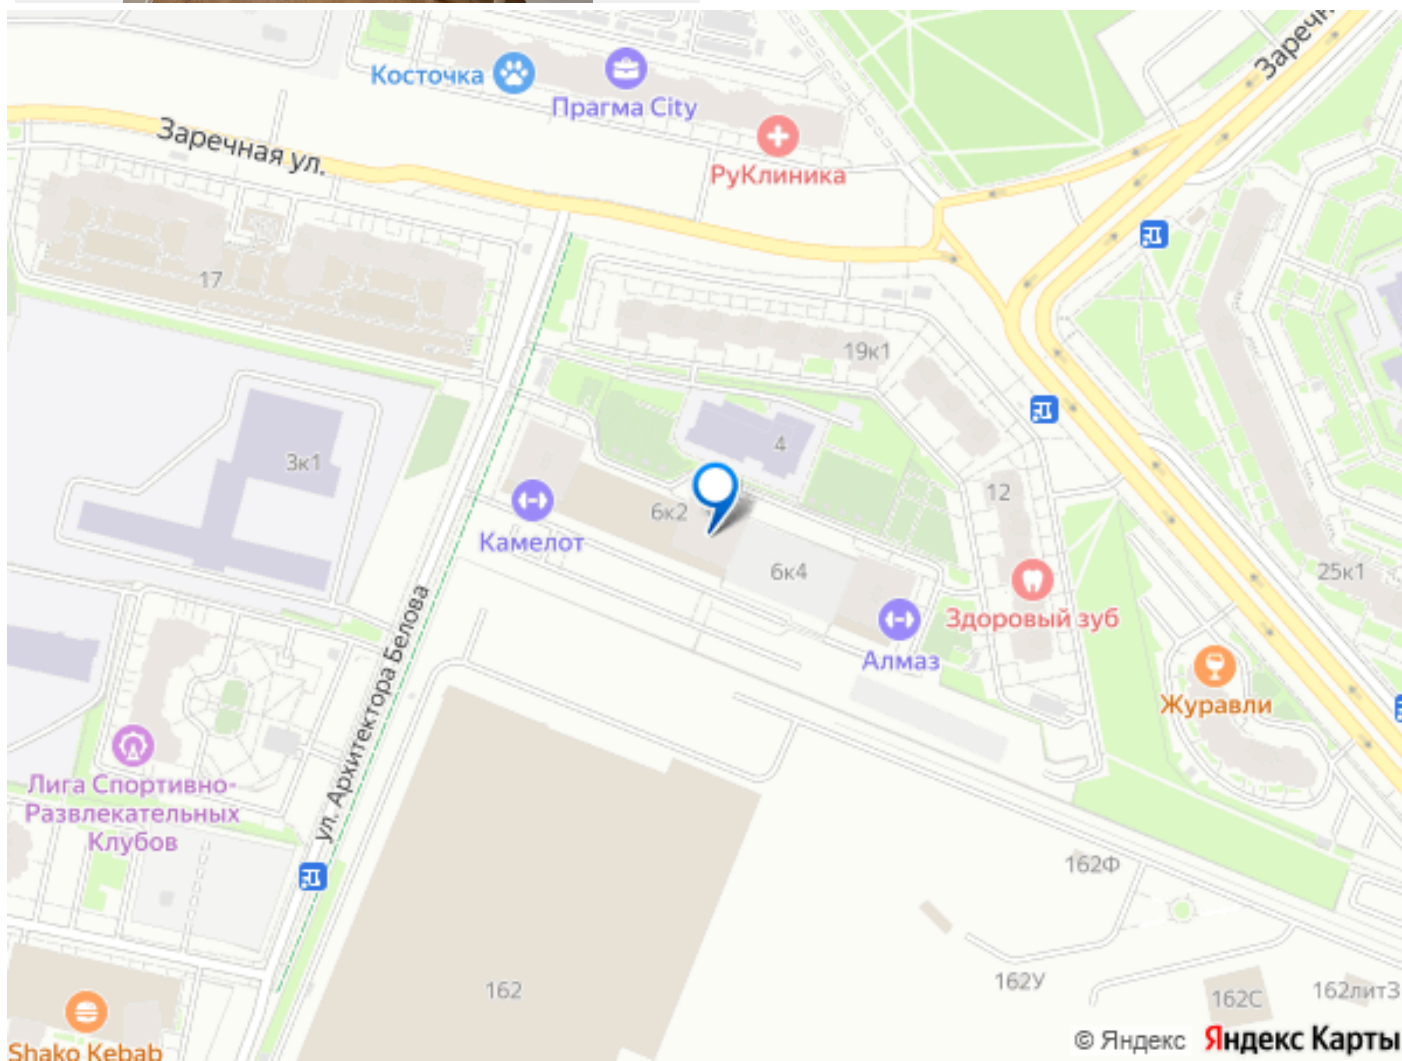 Заречн
Косточка
Прагма City
Заречная ул.
РуКлиника
17
19к1
4
3к1
12
6к2
Камелот
6к4
25к1
Здоровый зуб
Алмаз
ул. Архитектора Белова
Журавли
Лига Спортивно-
Развлекательных
Клубов
162Ф
162
162У
162С
162литЗ
Shako Kebab
© Яндекс Яндекс Карты